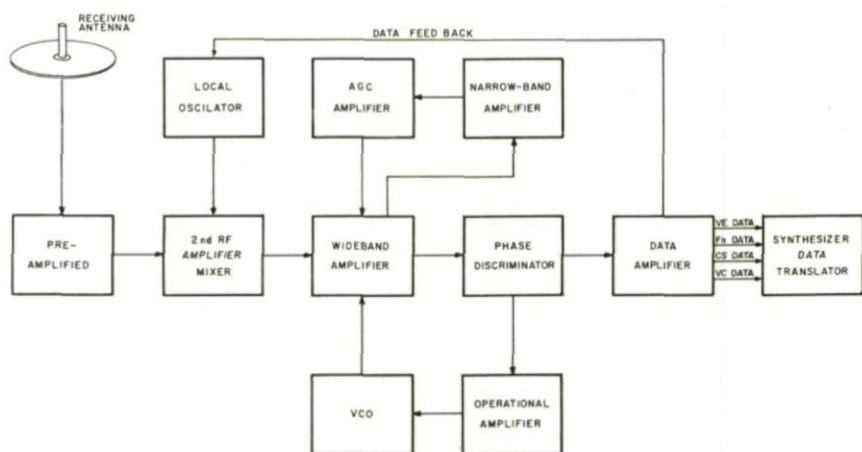 RECEIVING
ANTENNA
DATA FEED BACK
LOCAL
OSCILATOR
AGC
AMPLIFIER
NARROW-BAND
AMPLIFIER
PRE-
AMPLIFIED
2nd RF
AMPLIFIER
MIXER
WIDEBAND
AMPLIFIER
PHASE
DISCRIMINATOR
DATA
AMPLIFIER
VE DATA
Fn DATA
CS DATA
VC DATA
SYNTHESIZER
DATA
TRANSLATOR
VCO
OPERATIONAL
AMPLIFIER